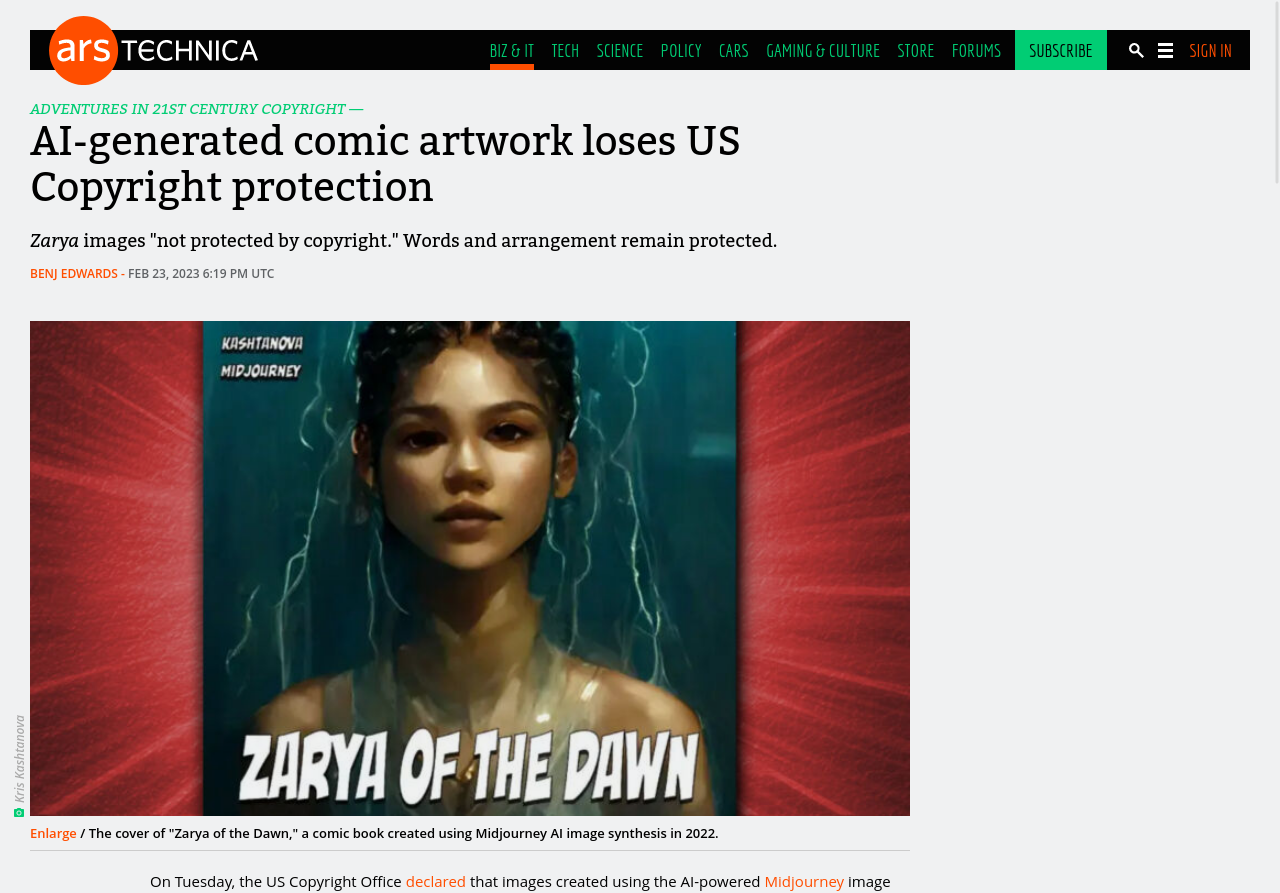 ars TECHNICA
BIZ & IT TECH SCIENCE POLICY CARS GAMING & CULTURE STORE FORUMS SUBSCRIBE SIGN IN
ADVENTURES IN 21ST CENTURY COPYRIGHT —
AI-generated comic artwork loses US
Copyright protection
Zarya images "not protected by copyright." Words and arrangement remain protected.
BENJ EDWARDS - FEB 23, 2023 6:19 PM UTC
KASHTANOVA
MIDJOURNEY
ZARYA OF THE DAWN
Kris Kashtanova
Enlarge / The cover of "Zarya of the Dawn," a comic book created using Midjourney AI image synthesis in 2022.
On Tuesday, the US Copyright Office declared that images created using the AI-powered Midjourney image